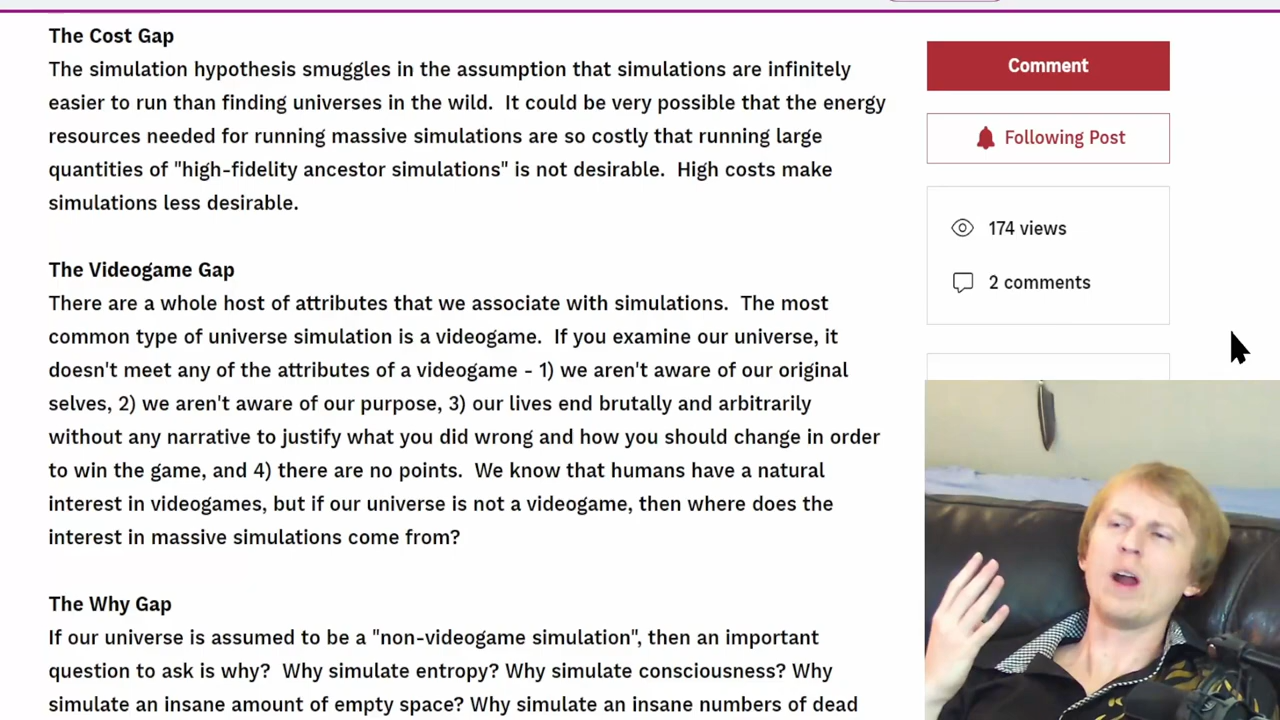 The Cost Gap
The simulation hypothesis smuggles in the assumption that simulations are infinitely
easier to run than finding universes in the wild.  It could be very possible that the energy
resources needed for running massive simulations are so costly that running large
quantities of "high-fidelity ancestor simulations" is not desirable.  High costs make
simulations less desirable.
The Videogame Gap
There are a whole host of attributes that we associate with simulations.  The most
common type of universe simulation is a videogame.  If you examine our universe, it
doesn't meet any of the attributes of a videogame - 1) we aren't aware of our original
selves, 2) we aren't aware of our purpose, 3) our lives end brutally and arbitrarily
without any narrative to justify what you did wrong and how you should change in order
to win the game, and 4) there are no points.  We know that humans have a natural
interest in videogames, but if our universe is not a videogame, then where does the
interest in massive simulations come from?
The Why Gap
If our universe is assumed to be a "non-videogame simulation", then an important
question to ask is why?  Why simulate entropy? Why simulate consciousness? Why
simulate an insane amount of empty space? Why simulate an insane numbers of dead
Comment
Following Post
174 views
2 comments